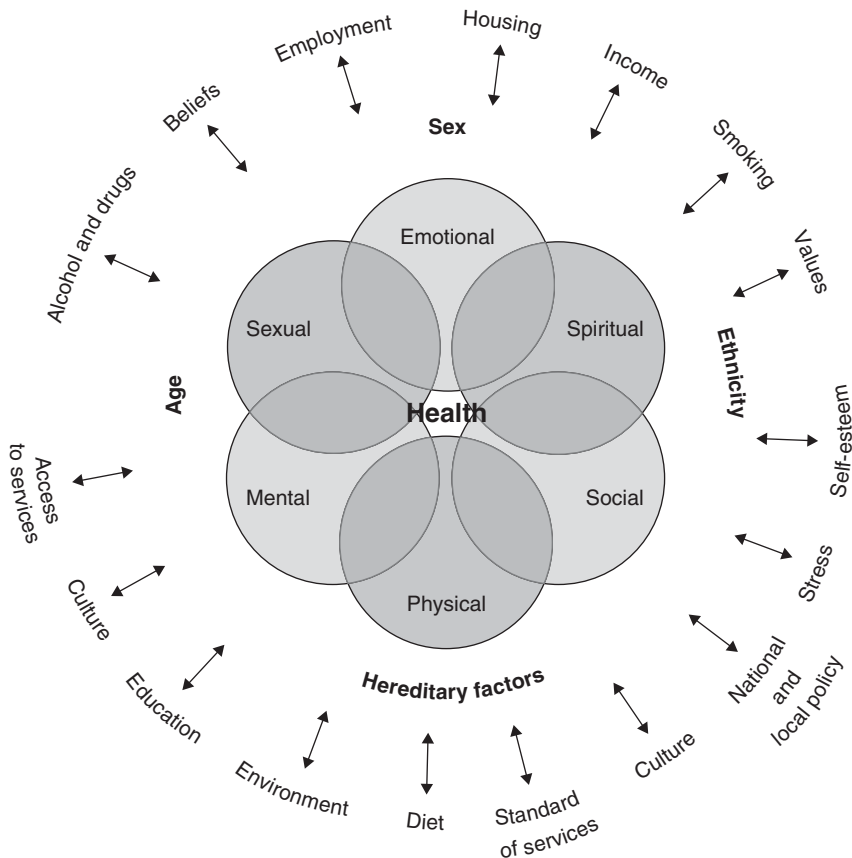 Housing
Employment
Income
Beliefs
Sex
Smoking
Alcohol and drugs
Values
Emotional
Sexual
Spiritual
Ethnicity
Age
Health
Self-esteem
Access
to services
Mental
Social
Stress
Culture
Physical
National
and
local policy
Hereditary factors
Education
Culture
Environment
Diet
Standard
of services